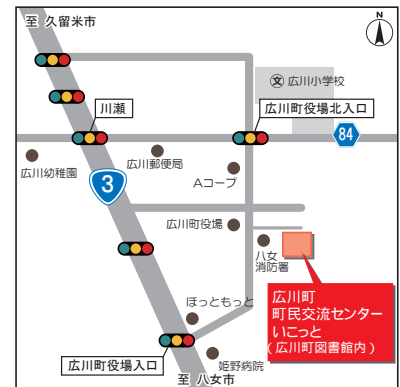 至 久留米市
N
文 広川小学校
川瀬
広川町役場北入口
84
広川郵便局
広川幼稚園
Aコープ
3
広川町役場
八女
消防署
広川町
町民交流センター
いこっと
(広川町図書館内)
ほっともっと
広川町役場入口
姫野病院
至 八女市